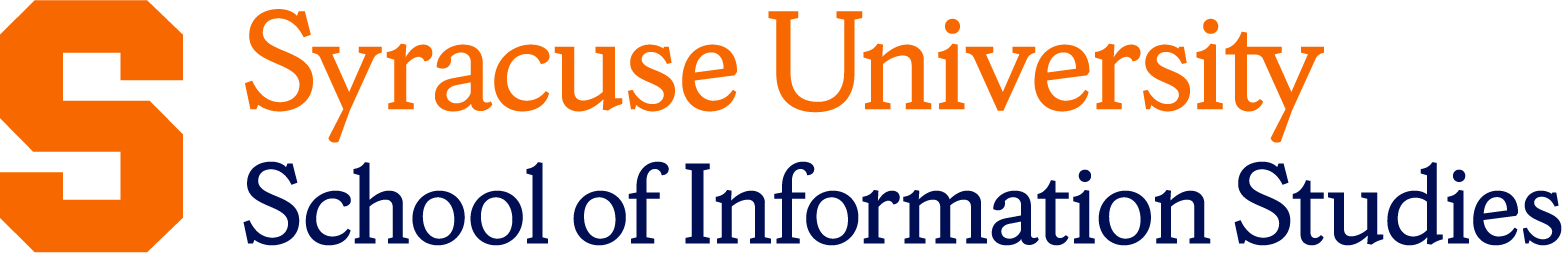 S
Syracuse University
School of Information Studies